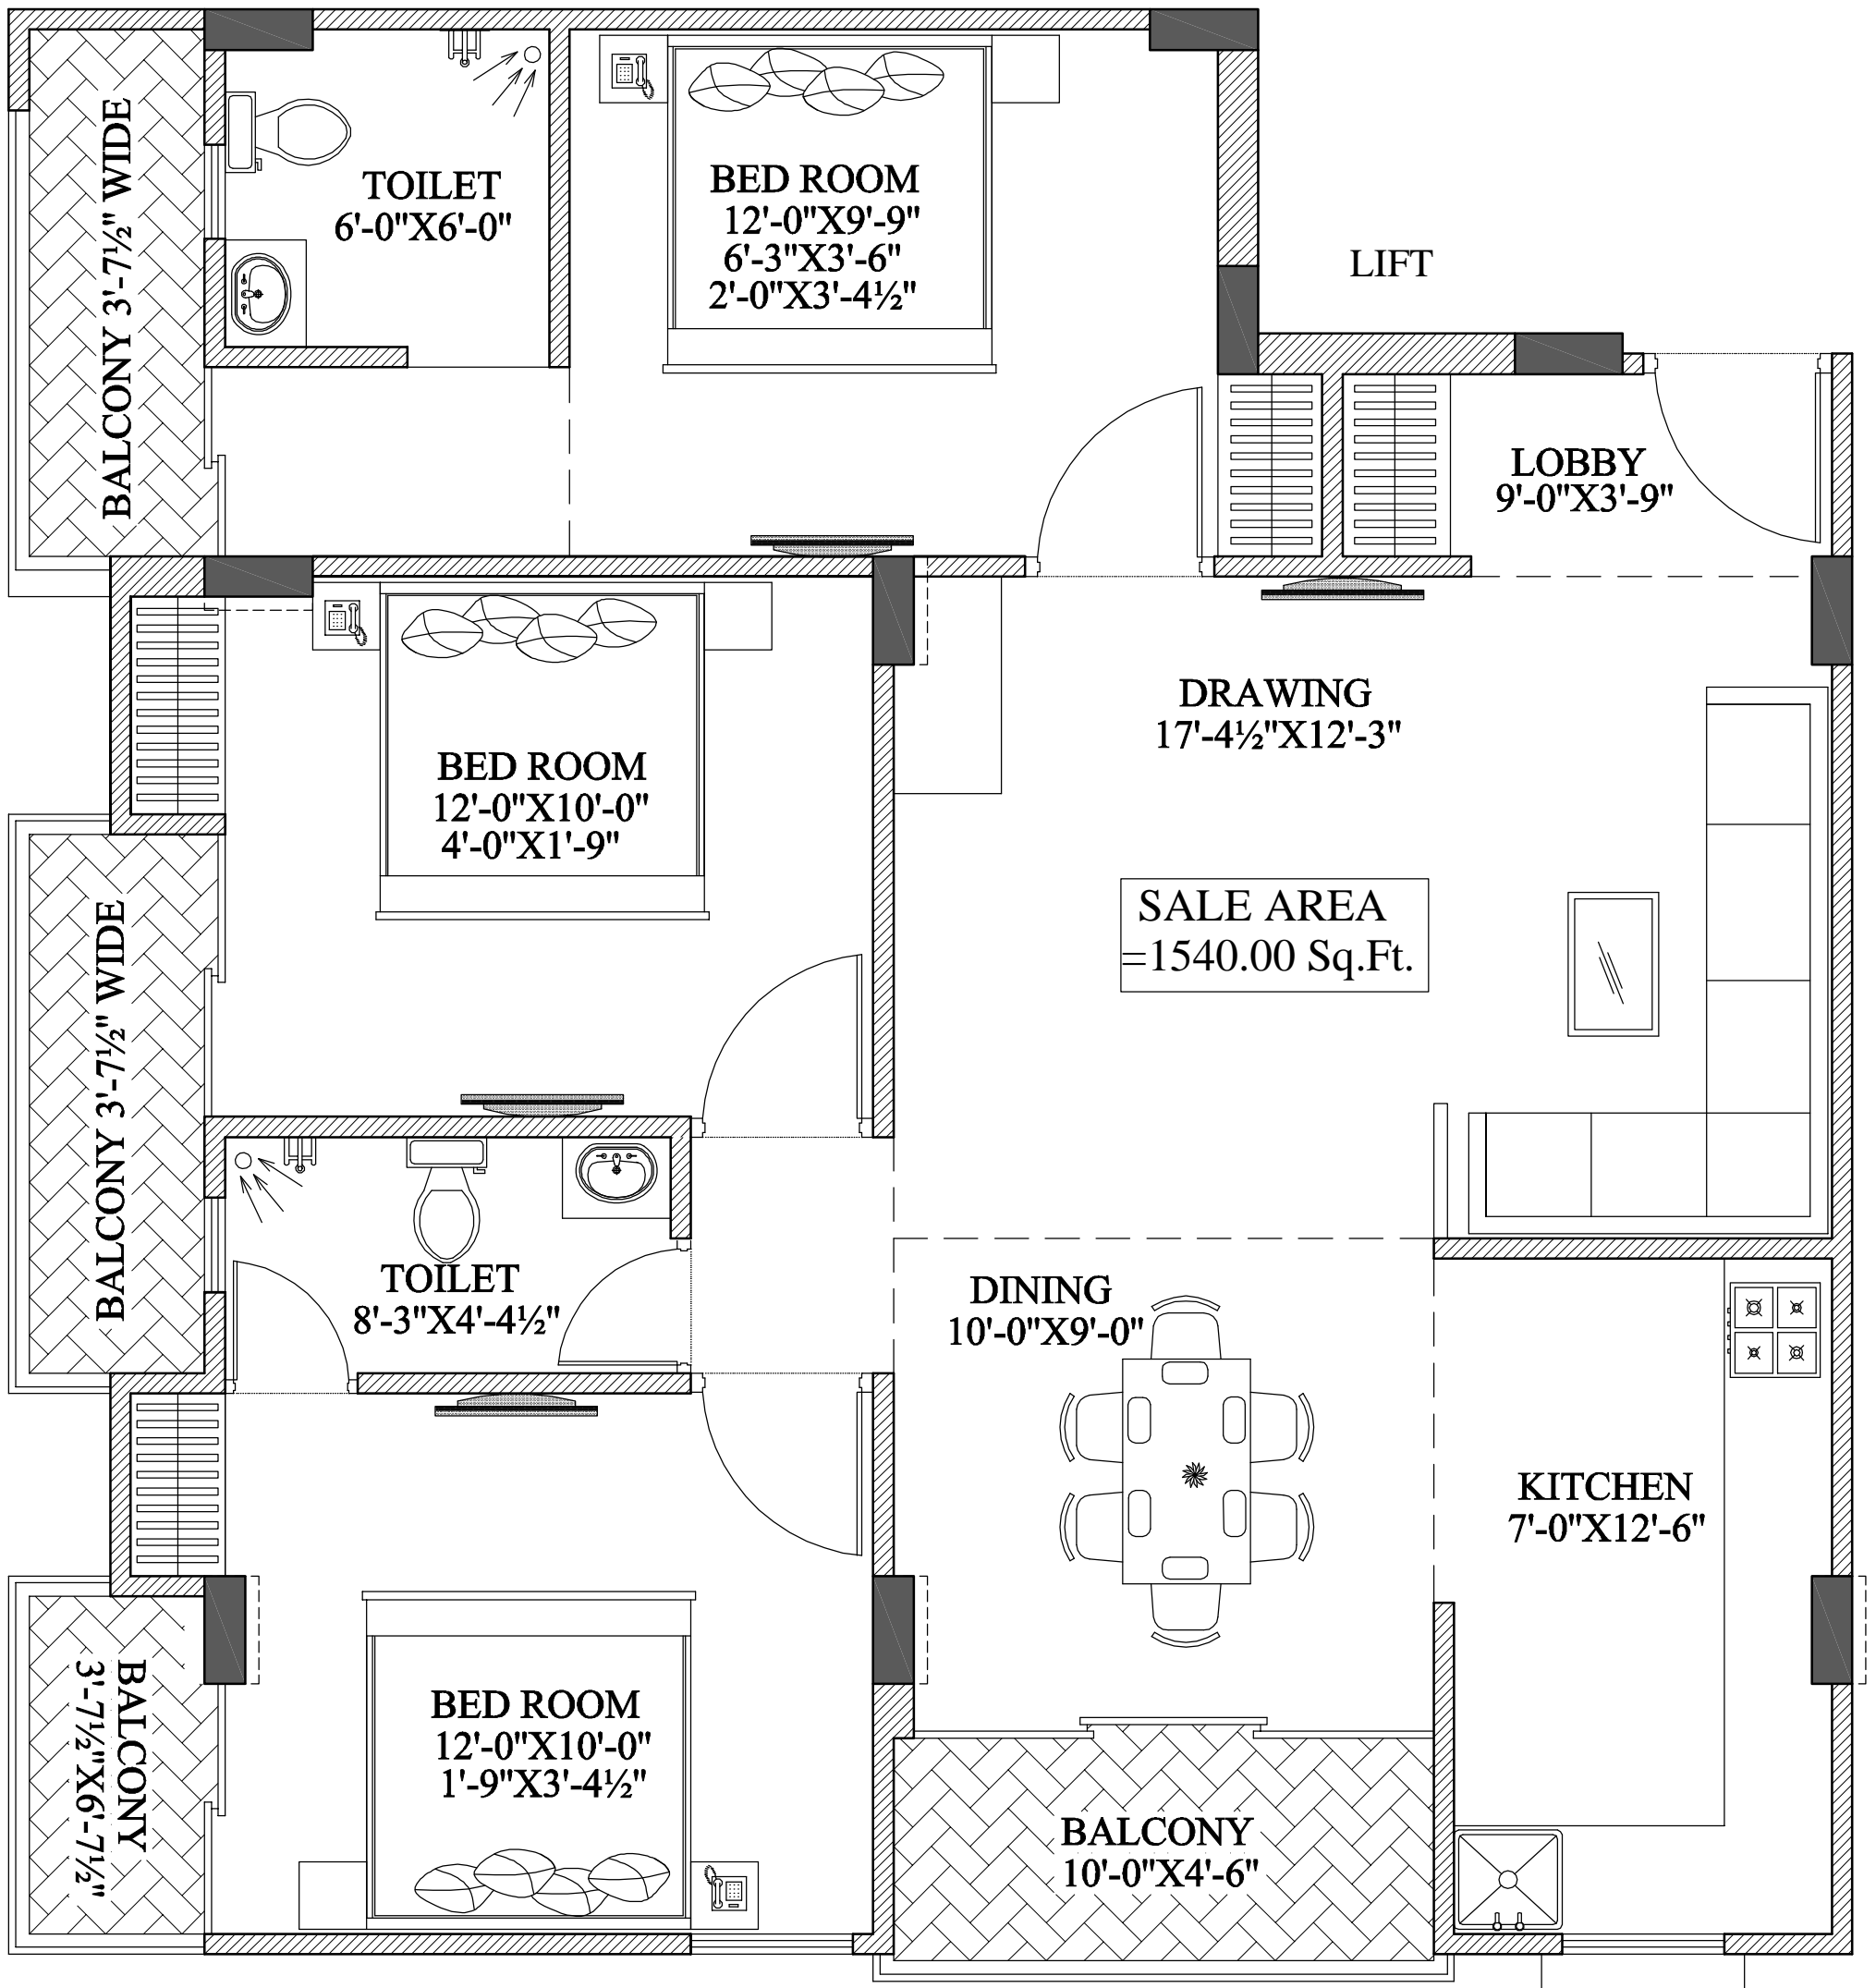 BALCONY 3'-7½" WIDE
TOILET
6'-0"X6'-0"
BED ROOM
12'-0"X9'-9"
6'-3"X3'-6"
2'-0"X3'-4½"
LIFT
LOBBY
9'-0"X3'-9"
BED ROOM
12'-0"X10'-0"
4'-0"X1'-9"
DRAWING
17'-4½"X12'-3"
SALE AREA
=1540.00 Sq.Ft.
BALCONY 3'-7½" WIDE
TOILET
8'-3"X4'-4½"
DINING
10'-0"X9'-0"
KITCHEN
7'-0"X12'-6"
BALCONY
3'-7½"X6'-7½"
BED ROOM
12'-0"X10'-0"
1'-9"X3'-4½"
BALCONY
10'-0"X4'-6"